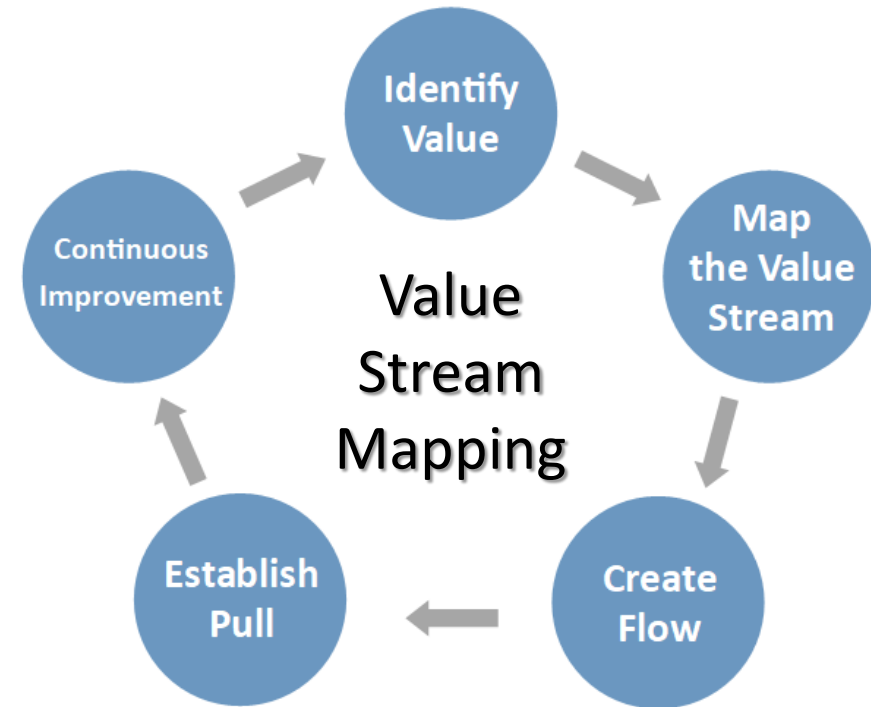 Identify
Value
Map
the Value
Stream
Create
Flow
Establish
Pull
Continuous
Improvement
Value
Stream
Mapping